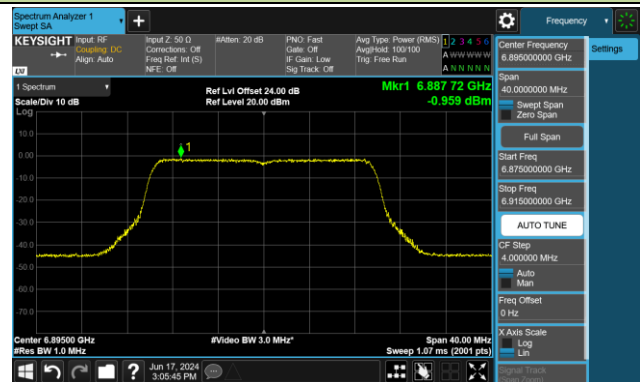 Spectrum Analyzer 1
Swept SA
+
Frequency
KEYSIGHT
Input: RF
Coupling: DC
Align: Auto
Input Z: 50 Ω
Corrections: Off
Freq Ref: Int (S)
NFE: Off
#Atten: 20 dB
PNO: Fast
Gate: Off
IF Gain: Low
Sig Track: Off
Avg Type: Power (RMS)
Avg|Hold: 100/100
Trig: Free Run
1 2 3 4 5 6
A W W W W W
A N N N N N
LXI
1 Spectrum
Scale/Div 10 dB
Ref Lvl Offset 24.00 dB
Ref Level 20.00 dBm
Mkr1 6.887 72 GHz
-0.959 dBm
Log
10.0
0.00
-10.0
-20.0
-30.0
-40.0
-50.0
-60.0
-70.0
1
Center 6.89500 GHz
#Res BW 1.0 MHz
#Video BW 3.0 MHz*
Span 40.00 MHz
Sweep 1.07 ms (2001 pts)
Jun 17, 2024
3:05:45 PM
?
Center Frequency
6.895000000 GHz
Span
40.0000000 MHz
Swept Span
Zero Span
Full Span
Start Freq
6.875000000 GHz
Stop Freq
6.915000000 GHz
AUTO TUNE
CF Step
4.000000 MHz
Auto
Man
Freq Offset
0 Hz
X Axis Scale
Log
Lin
Signal Track
(Span Zoom)
Settings